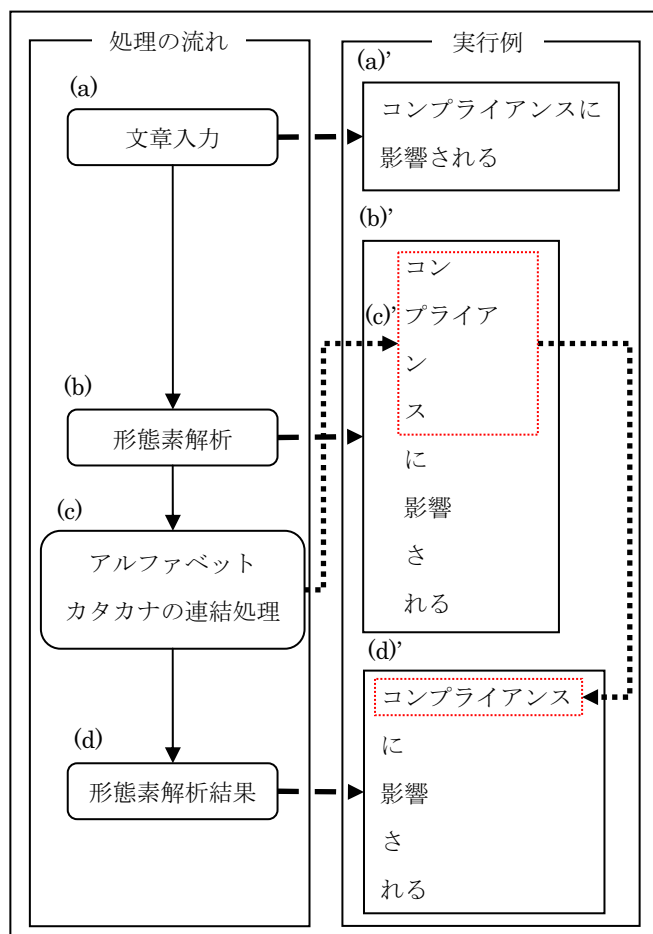 処理の流れ
(a)
文章入力
(b)
形態素解析
(c)
アルファベット
カタカナの連結処理
(d)
形態素解析結果
実行例
(a)’
コンプライアンスに
影響される
(b)’
コン
(c)’
プライア
ン
ス
に
影響
さ
れる
(d)’
コンプライアンス
に
影響
さ
れる